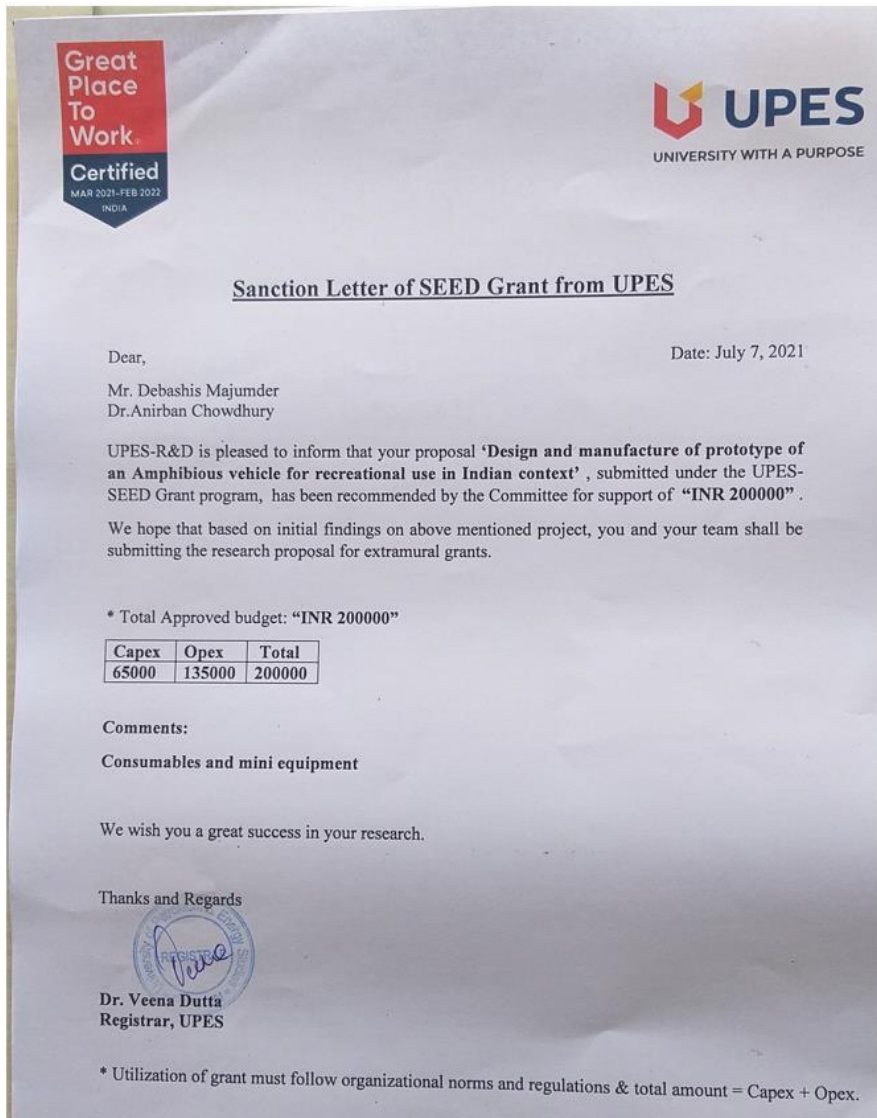 Great
Place
To
Work.
Certified
MAR 2021-FEB 2022
INDIA
UPES
UNIVERSITY WITH A PURPOSE
Sanction Letter of SEED Grant from UPES
Dear,
Date: July 7, 2021
Mr. Debashis Majumder
Dr.Anirban Chowdhury
UPES-R&D is pleased to inform that your proposal ‘Design and manufacture of prototype of
an Amphibious vehicle for recreational use in Indian context’ , submitted under the UPES-
SEED Grant program, has been recommended by the Committee for support of “INR 200000” .
We hope that based on initial findings on above mentioned project, you and your team shall be
submitting the research proposal for extramural grants.
* Total Approved budget: “INR 200000”
Capex Opex Total
65000 135000 200000
Comments:
Consumables and mini equipment
We wish you a great success in your research.
Thanks and Regards
University of Energy Studies
REGISTRAR
Dr. Veena Dutta
Registrar, UPES
* Utilization of grant must follow organizational norms and regulations & total amount = Capex + Opex.